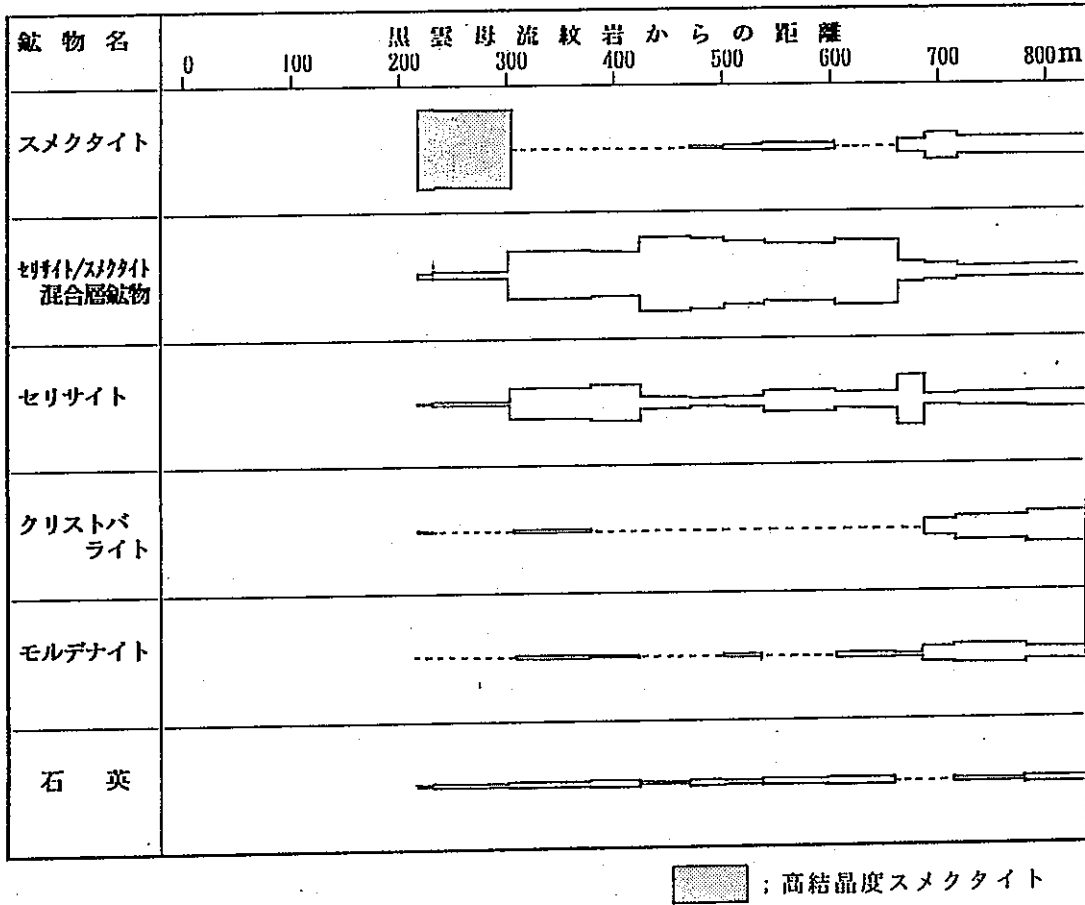 鉱物名
黒雲母流紋岩からの距離
0 100 200 300 400 500 600 700 800m
スメクタイト
セリサイト/スメクタイト
混合層鉱物
セリサイト
クリストバ
ライト
モルデナイト
石英
;高結晶度スメクタイト